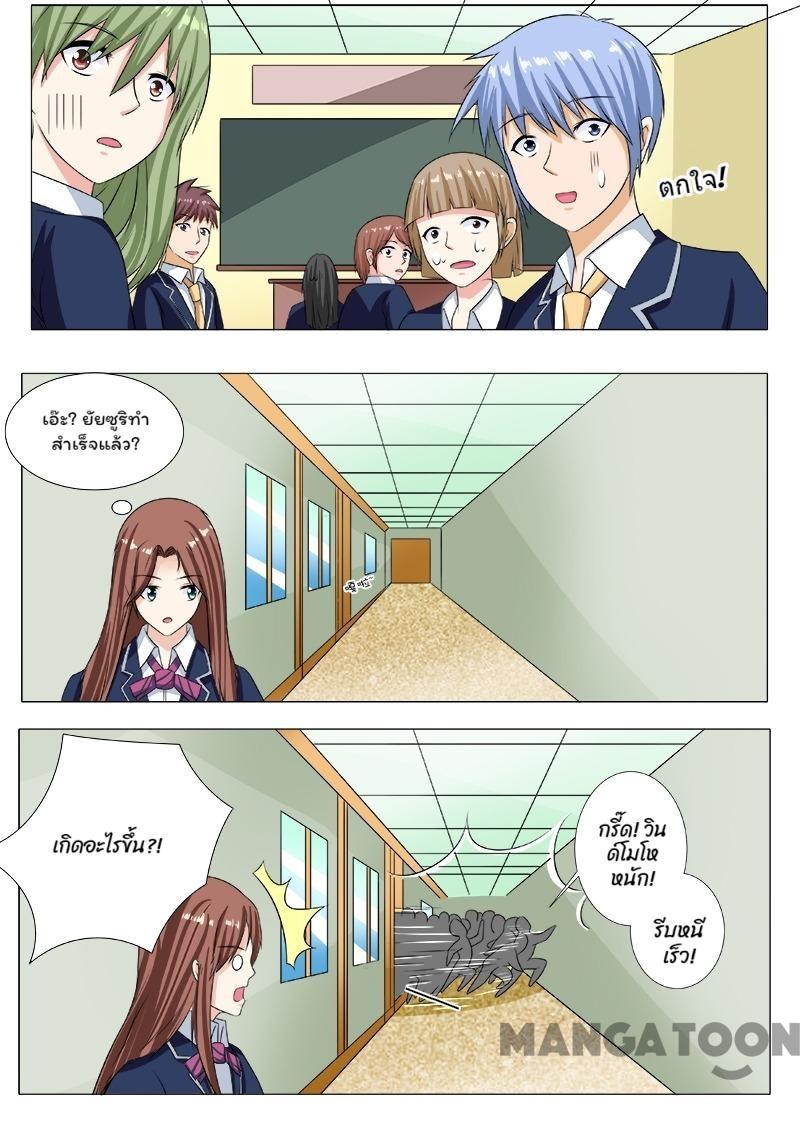 ตกใจ!
เอ๊ะ? ยัยซูริทำ
สำเร็จแล้ว?
เกิดอะไรขึ้น?!
กรี๊ด! วิน
ดี้โมโห
หนัก!
รีบหนี
เร็ว!
MANGATOON